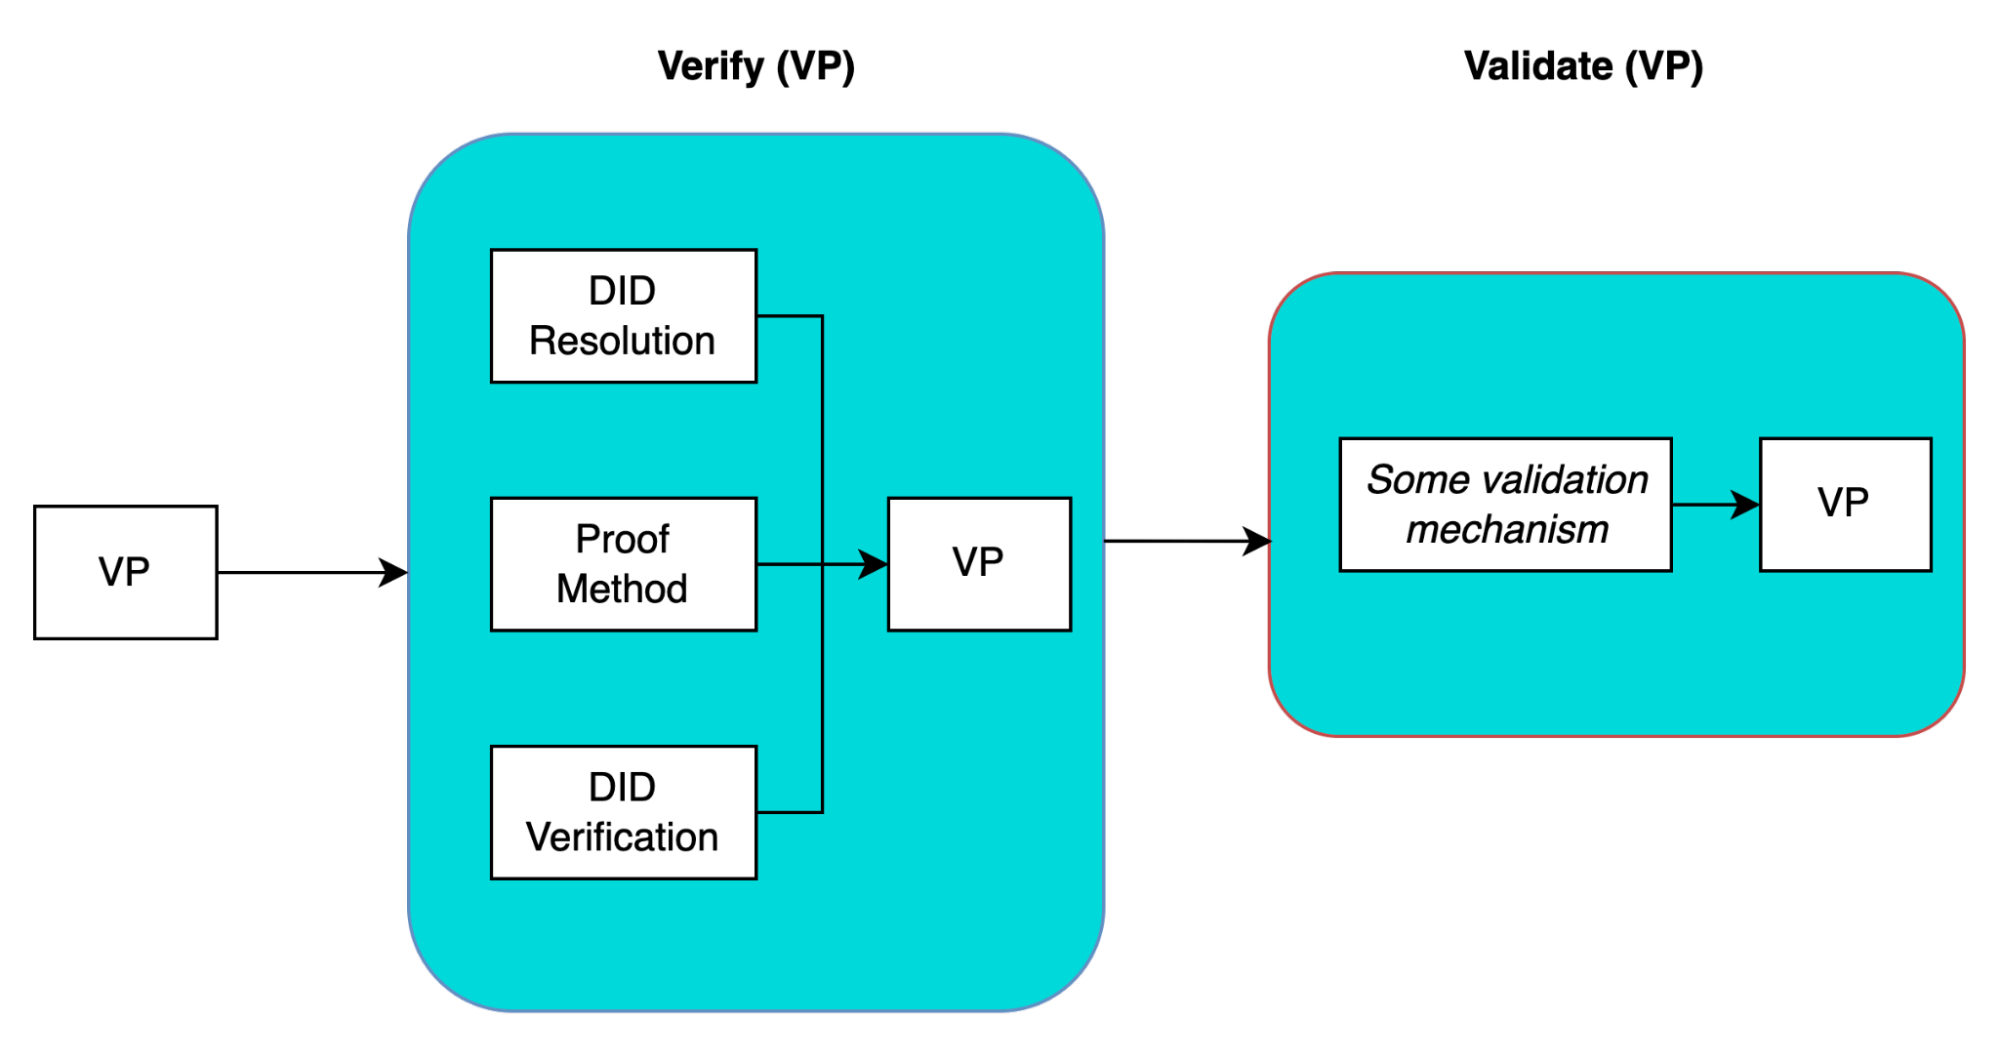 Verify (VP)
Validate (VP)
VP
DID
Resolution
Proof
Method
DID
Verification
VP
Some validation
mechanism
VP